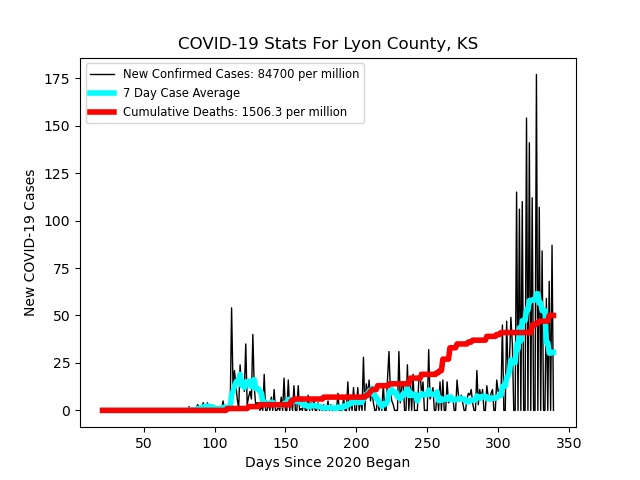 COVID-19 Stats For Lyon County, KS
New Confirmed Cases: 84700 per million
7 Day Case Average
Cumulative Deaths: 1506.3 per million
New COVID-19 Cases
175
150
125
100
75
50
25
0
50
100
150
200
250
300
350
Days Since 2020 Began